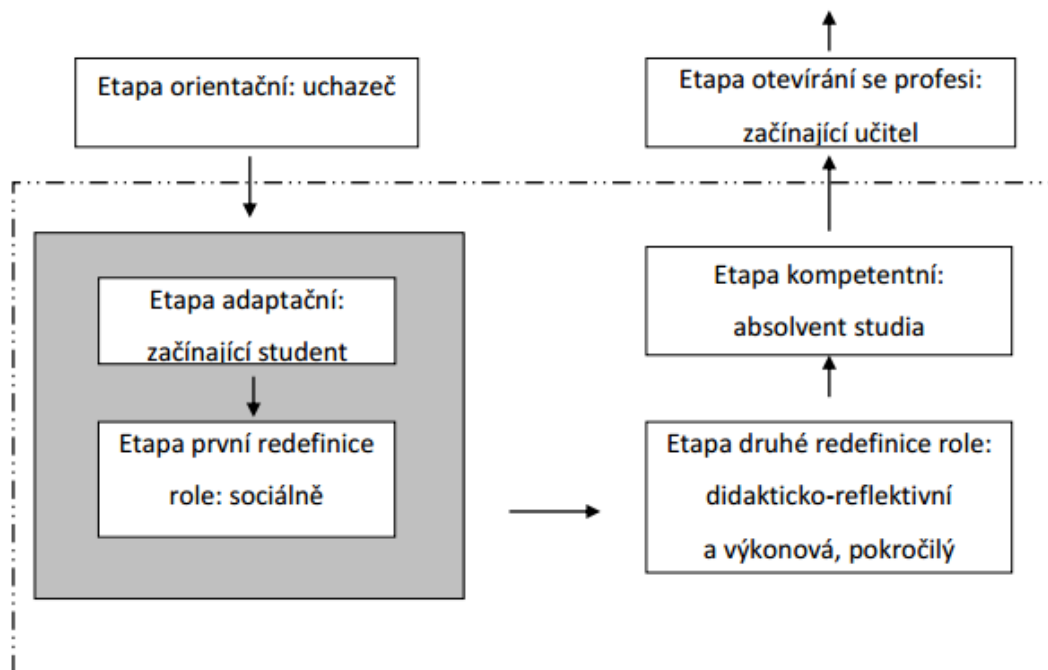 Etapa orientační: uchazeč
Etapa adaptační:
začínající student
Etapa první redefinice
role: sociálně
Etapa druhé redefinice role:
didakticko-reflektivní
a výkonová, pokročilý
Etapa kompetentní:
absolvent studia
Etapa otevírání se profesi:
začínající učitel